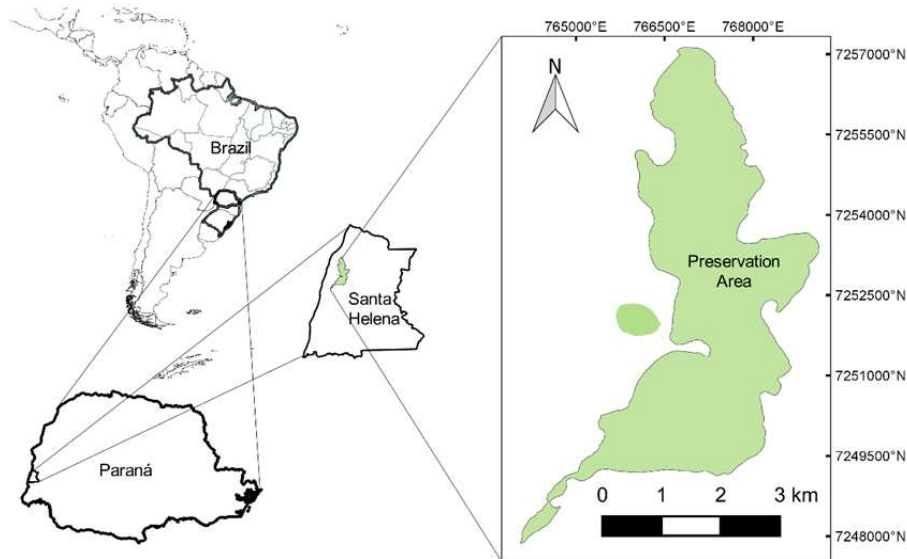 765000°E 766500°E 768000°E
N
7257000°N
7255500°N
7254000°N
7252500°N
7251000°N
7249500°N
7248000°N
Brazil
Santa
Helena
Paraná
Preservation
Area
0 1 2 3 km